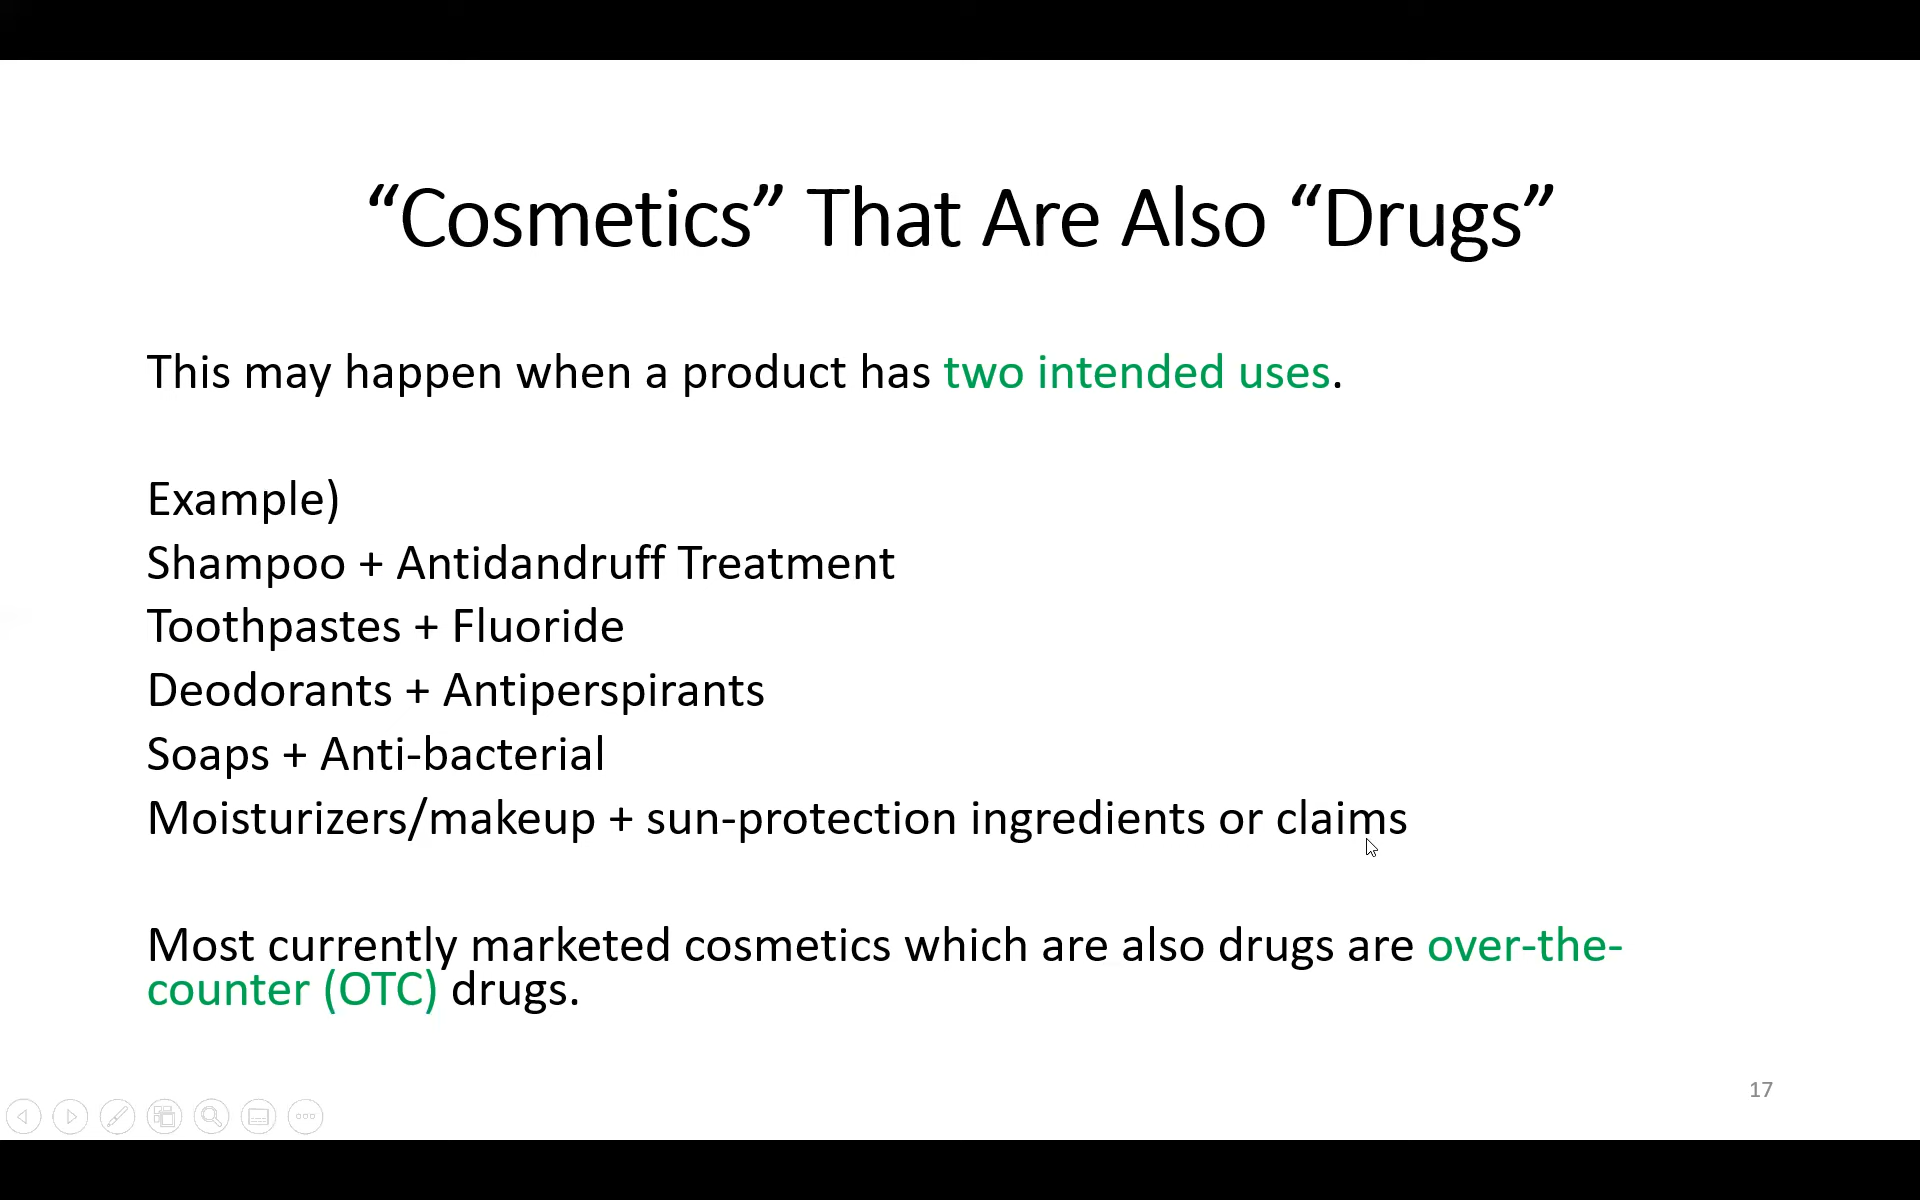 “Cosmetics” That Are Also “Drugs”
This may happen when a product has two intended uses.
Example)
Shampoo + Antidandruff Treatment
Toothpastes + Fluoride
Deodorants + Antiperspirants
Soaps + Anti-bacterial
Moisturizers/makeup + sun-protection ingredients or claims
Most currently marketed cosmetics which are also drugs are over-the-
counter (OTC) drugs.
17